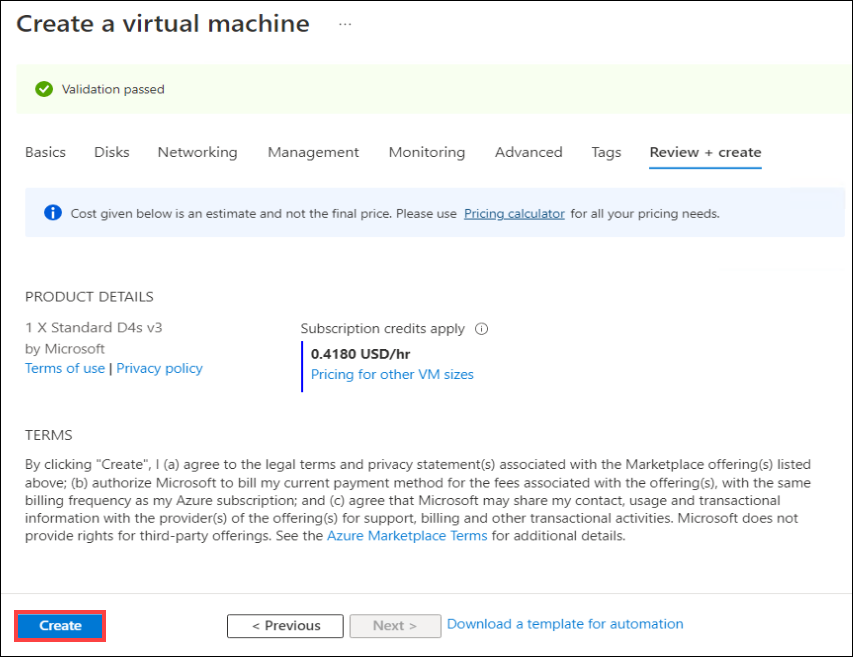 Create a virtual machine ...
Validation passed
Basics Disks Networking Management Monitoring Advanced Tags Review + create
Cost given below is an estimate and not the final price. Please use Pricing calculator for all your pricing needs.
PRODUCT DETAILS
1 X Standard D4s v3
by Microsoft
Terms of use | Privacy policy
Subscription credits apply
0.4180 USD/hr
Pricing for other VM sizes
TERMS
By clicking "Create", I (a) agree to the legal terms and privacy statement(s) associated with the Marketplace offering(s) listed
above; (b) authorize Microsoft to bill my current payment method for the fees associated with the offering(s), with the same
billing frequency as my Azure subscription; and (c) agree that Microsoft may share my contact, usage and transactional
information with the provider(s) of the offering(s) for support, billing and other transactional activities. Microsoft does not
provide rights for third-party offerings. See the Azure Marketplace Terms for additional details.
Create < Previous Next > Download a template for automation